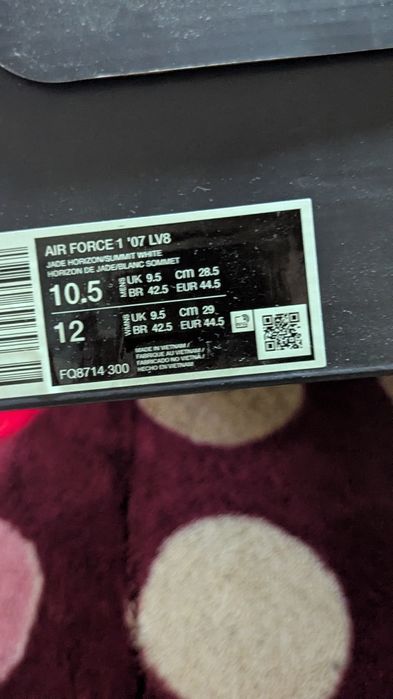 AIR FORCE 1 '07 LV8
JADE HORIZON/SUMMIT WHITE
HORIZON DE JADE/BLANC SOMMET
10.5 MENS UK 9.5 cm 28.5
BR 42.5 EUR 44.5
12 WMNS UK 9.5 cm 29
BR 42.5 EUR 44.5
MADE IN VIETNAM /
FABRIQUE AU VIETNAM /
FABRICADO NO VIETNÃ /
HECHO EN VIETNAM
FQ8714 300